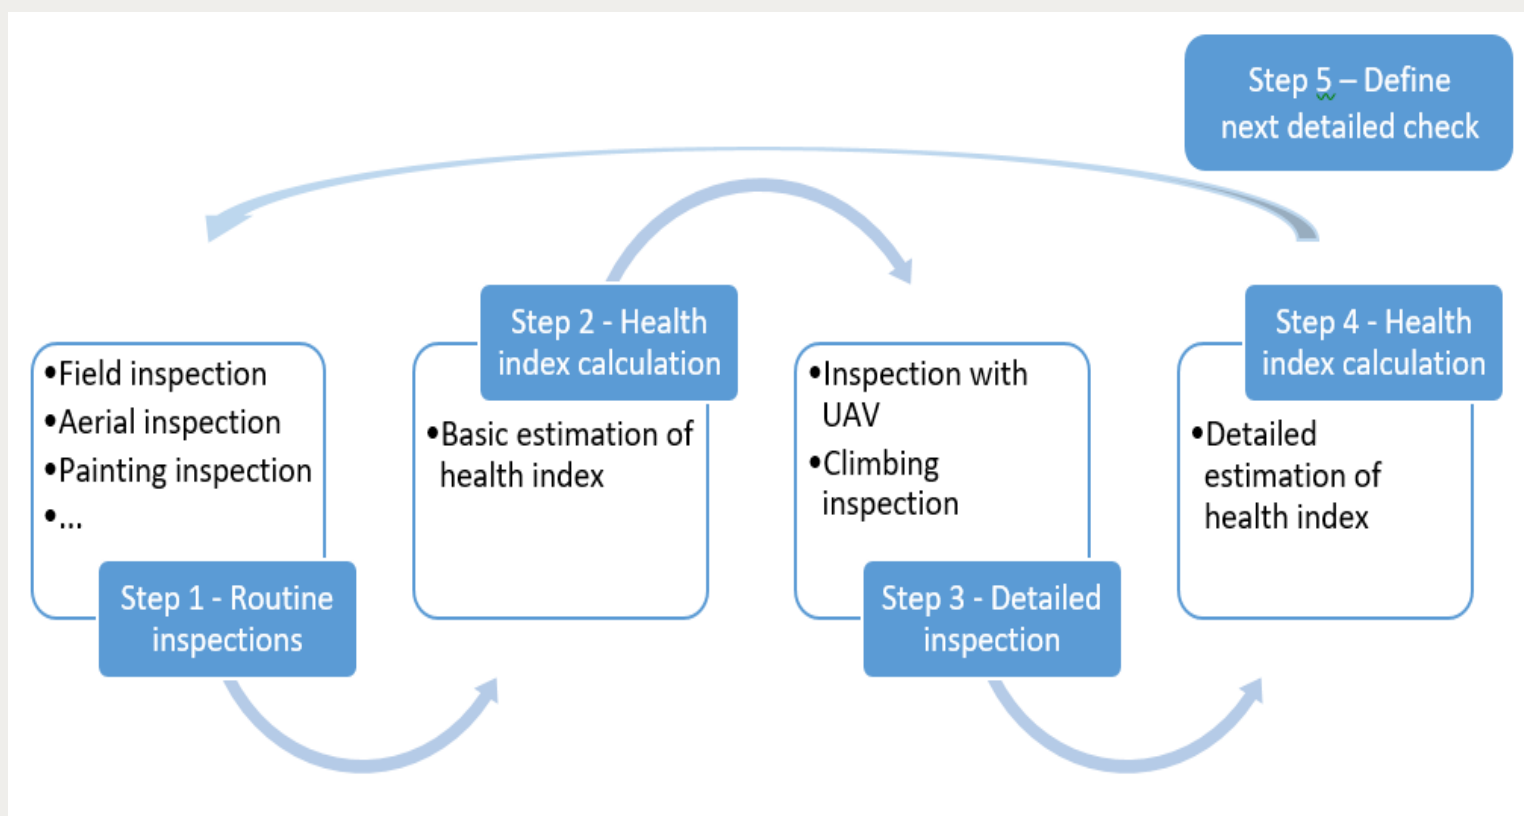 Step 5 – Define
next detailed check
•Field inspection
•Aerial inspection
•Painting inspection
•...
Step 1 - Routine
inspections
Step 2 - Health
index calculation
•Basic estimation of
health index
•Inspection with
UAV
•Climbing
inspection
Step 3 - Detailed
inspection
Step 4 - Health
index calculation
•Detailed
estimation of
health index